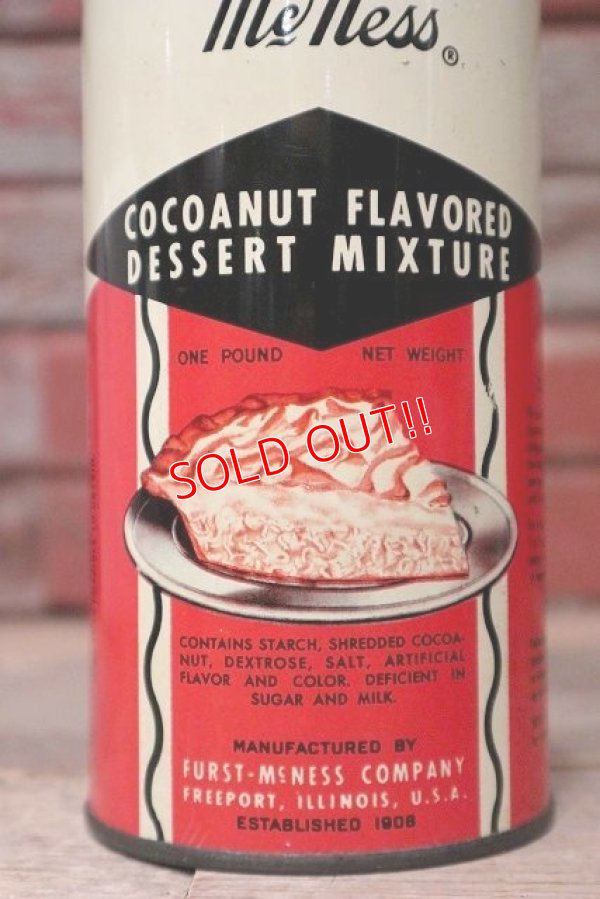 McNess®
COCOANUT FLAVORED
DESSERT MIXTURE
ONE POUND NET WEIGHT
SOLD OUT!!
CONTAINS STARCH, SHREDDED COCOA-
NUT, DEXTROSE, SALT, ARTIFICIAL
FLAVOR AND COLOR. DEFICIENT IN
SUGAR AND MILK.
MANUFACTURED BY
FURST-McNESS COMPANY
FREEPORT, ILLINOIS, U.S.A.
ESTABLISHED 1908